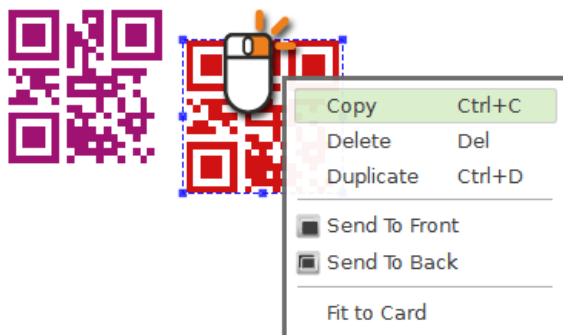 Copy Ctrl+C
Delete Del
Duplicate Ctrl+D
Send To Front
Send To Back
Fit to Card